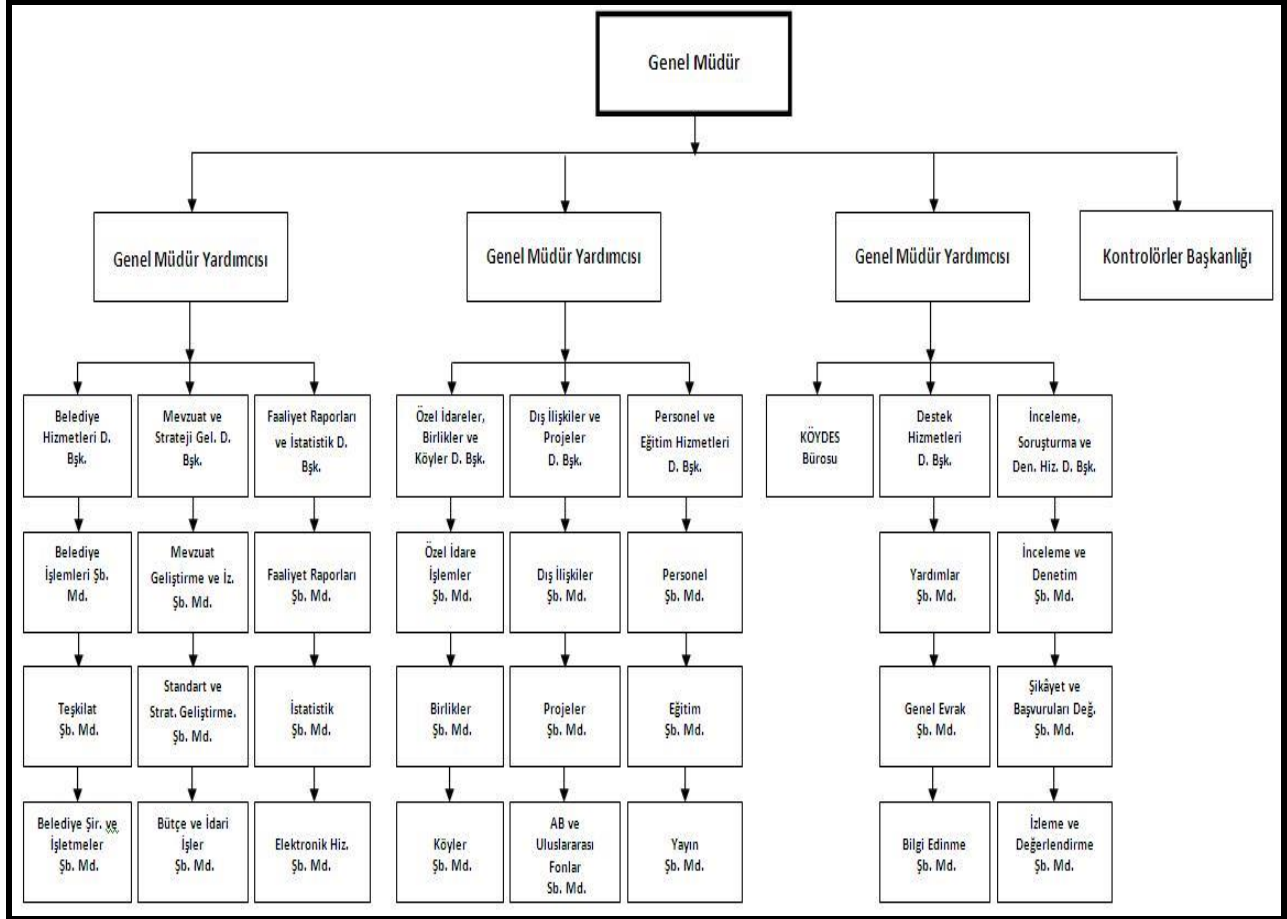 Genel Müdür
Genel Müdür Yardımcısı
Genel Müdür Yardımcısı
Genel Müdür Yardımcısı
Kontrolörler Başkanlığı
Belediye
Hizmetleri D.
Bşk.
Mevzuat ve
Strateji Gel. D.
Bşk.
Faaliyet Raporları
ve İstatistik D.
Bşk.
Özel İdareler,
Birlikler ve
Köyler D. Bşk.
Dış İlişkiler ve
Projeler
D. Bşk.
Personel ve
Eğitim Hizmetleri
D. Bşk.
KÖYDES
Bürosu
Destek
Hizmetleri
D. Bşk.
İnceleme,
Soruşturma ve
Den. Hiz. D. Bşk.
Belediye
İşlemleri Şb.
Md.
Mevzuat
Geliştirme ve İz.
Şb. Md.
Faaliyet Raporları
Şb. Md.
Özel İdare
İşlemler
Şb. Md.
Dış İlişkiler
Şb. Md.
Personel
Şb. Md.
Yardımlar
Şb. Md.
İnceleme ve
Denetim
Şb. Md.
Teşkilat
Şb. Md.
Standart ve
Strat. Geliştirme.
Şb. Md.
İstatistik
Şb. Md.
Birlikler
Şb. Md.
Projeler
Şb. Md.
Eğitim
Şb. Md.
Genel Evrak
Şb. Md.
Şikâyet ve
Başvuruları Değ.
Şb. Md.
Belediye Şir. ve
İşletmeler
Şb. Md.
Bütçe ve İdari
İşler
Şb. Md.
Elektronik Hiz.
Şb. Md.
Köyler
Şb. Md.
AB ve
Uluslararası
Fonlar
Sb. Md.
Yayın
Şb. Md.
Bilgi Edinme
Şb. Md.
İzleme ve
Değerlendirme
Şb. Md.